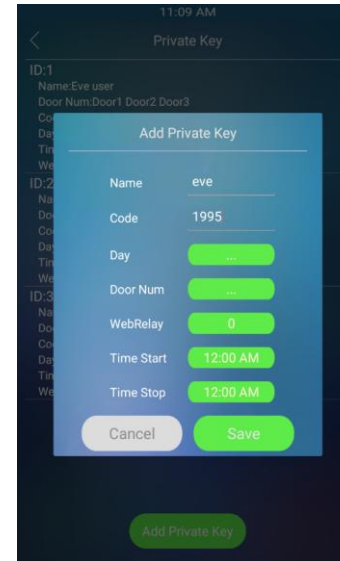 11:09 AM
Private Key
ID:1
Name:Eve user
Door Num:Door1 Door2 Door3
Add Private Key
Name eve
Code 1995
Day ...
Door Num ...
WebRelay 0
Time Start 12:00 AM
Time Stop 12:00 AM
Cancel Save
ID:2
ID:3
Add Private Key